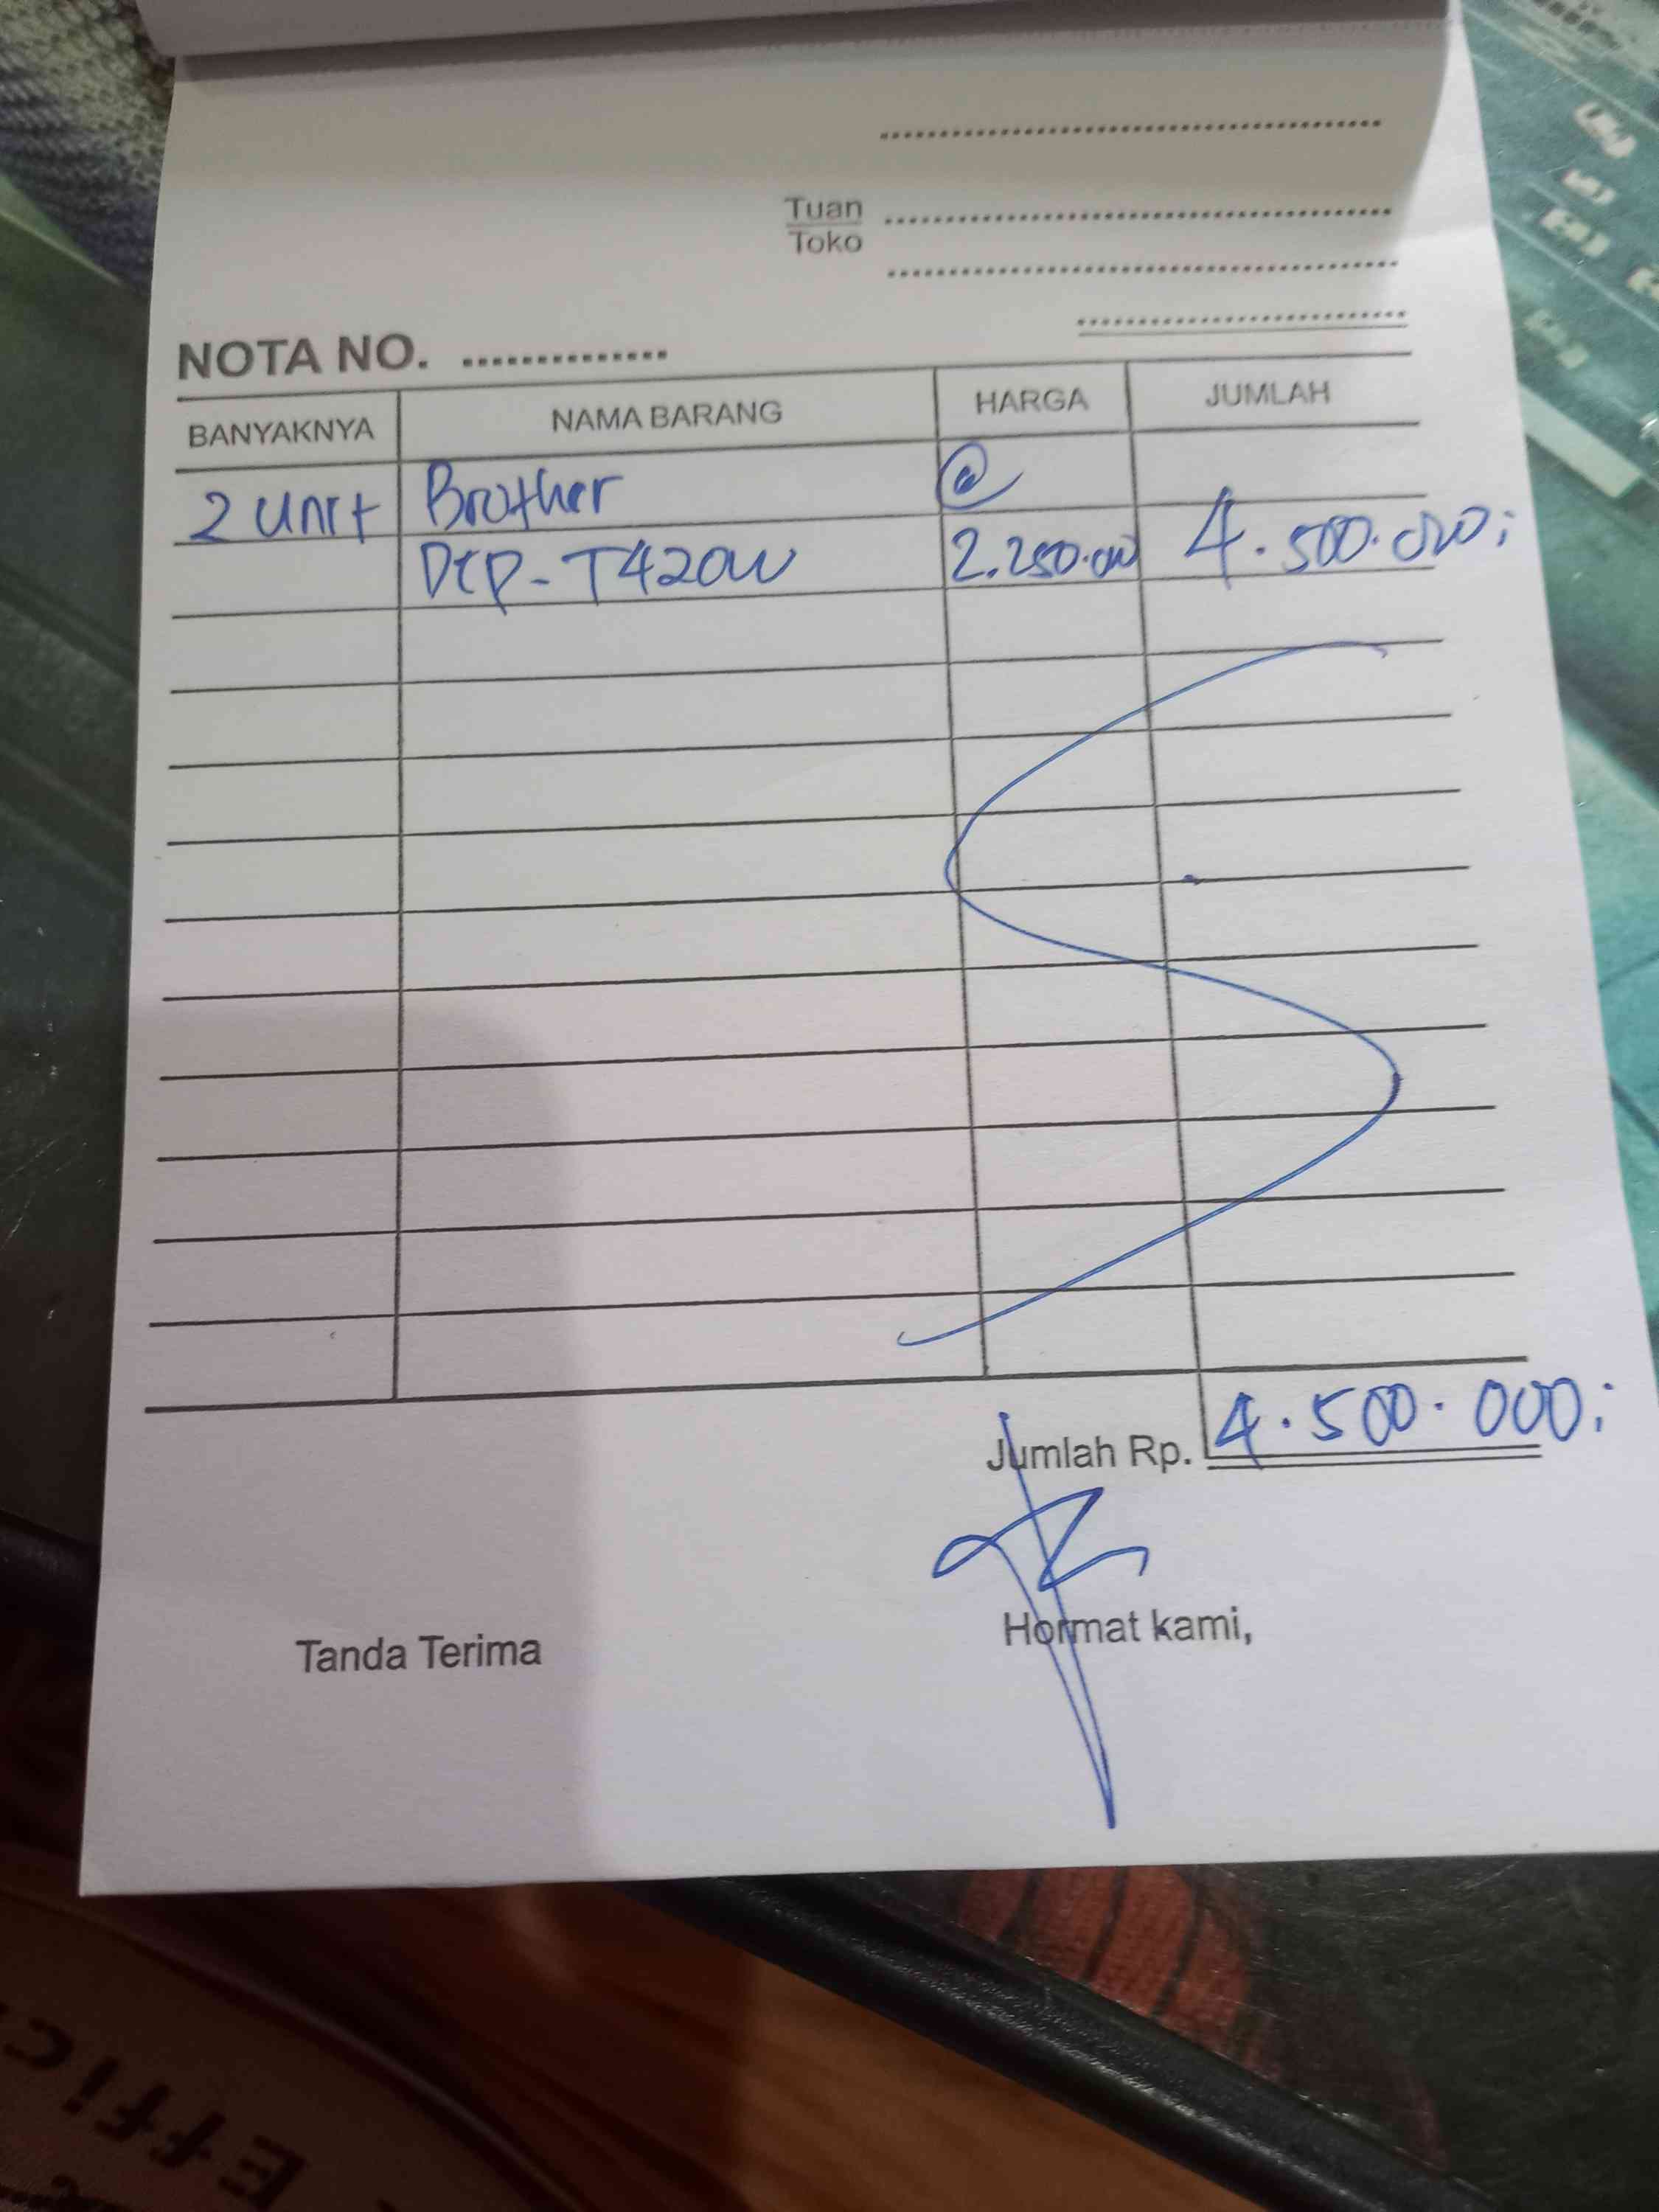 Tuan
Toko
NOTA NO. ..............
BANYAKNYA NAMA BARANG HARGA JUMLAH
2 unit Brother @
DCP-T420W 2.250.000 4.500.000,-
Jumlah Rp. 4.500.000,-
Tanda Terima Hormat kami,
Effic